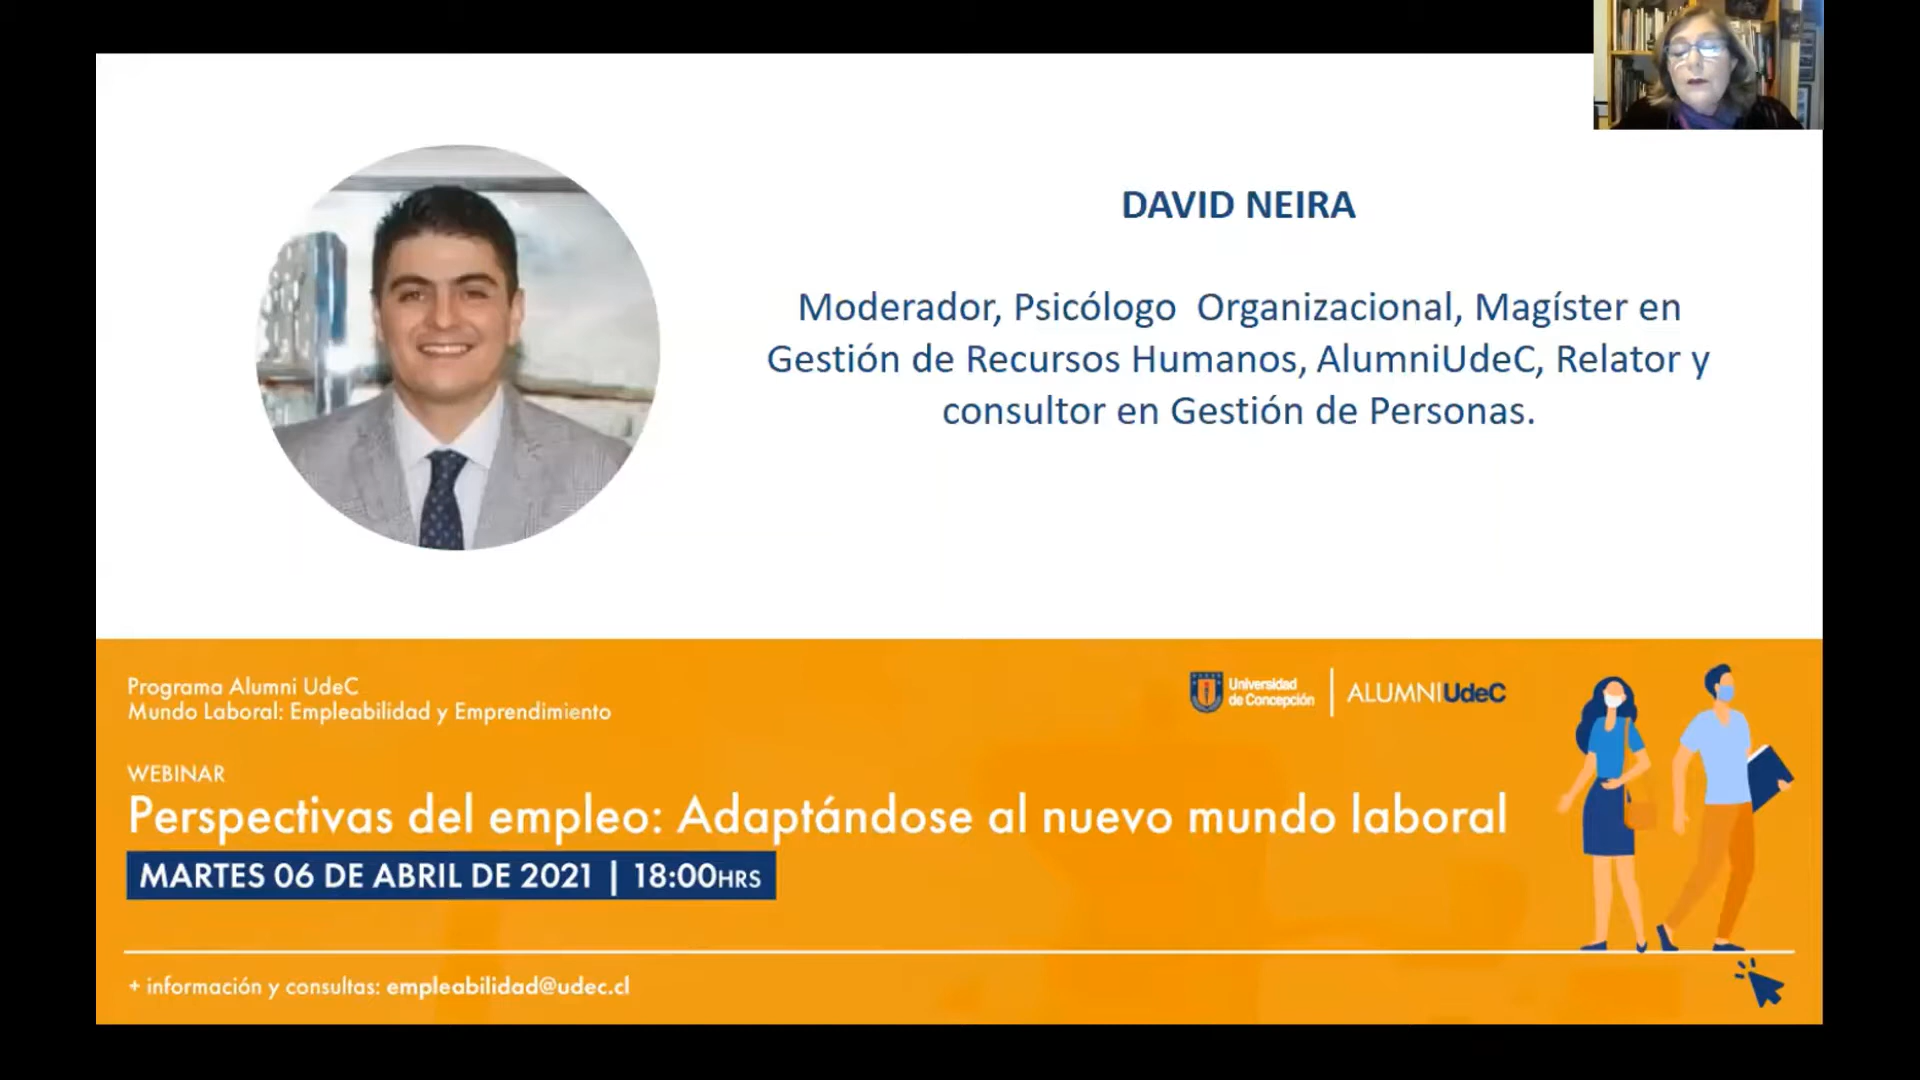 DAVID NEIRA
Moderador, Psicólogo Organizacional, Magíster en
Gestión de Recursos Humanos, AlumniUdeC, Relator y
consultor en Gestión de Personas.
Programa Alumni UdeC
Mundo Laboral: Empleabilidad y Emprendimiento
Universidad
de Concepción
ALUMNIUdeC
WEBINAR
Perspectivas del empleo: Adaptándose al nuevo mundo laboral
MARTES 06 DE ABRIL DE 2021 | 18:00HRS
+ información y consultas: empleabilidad@udec.cl